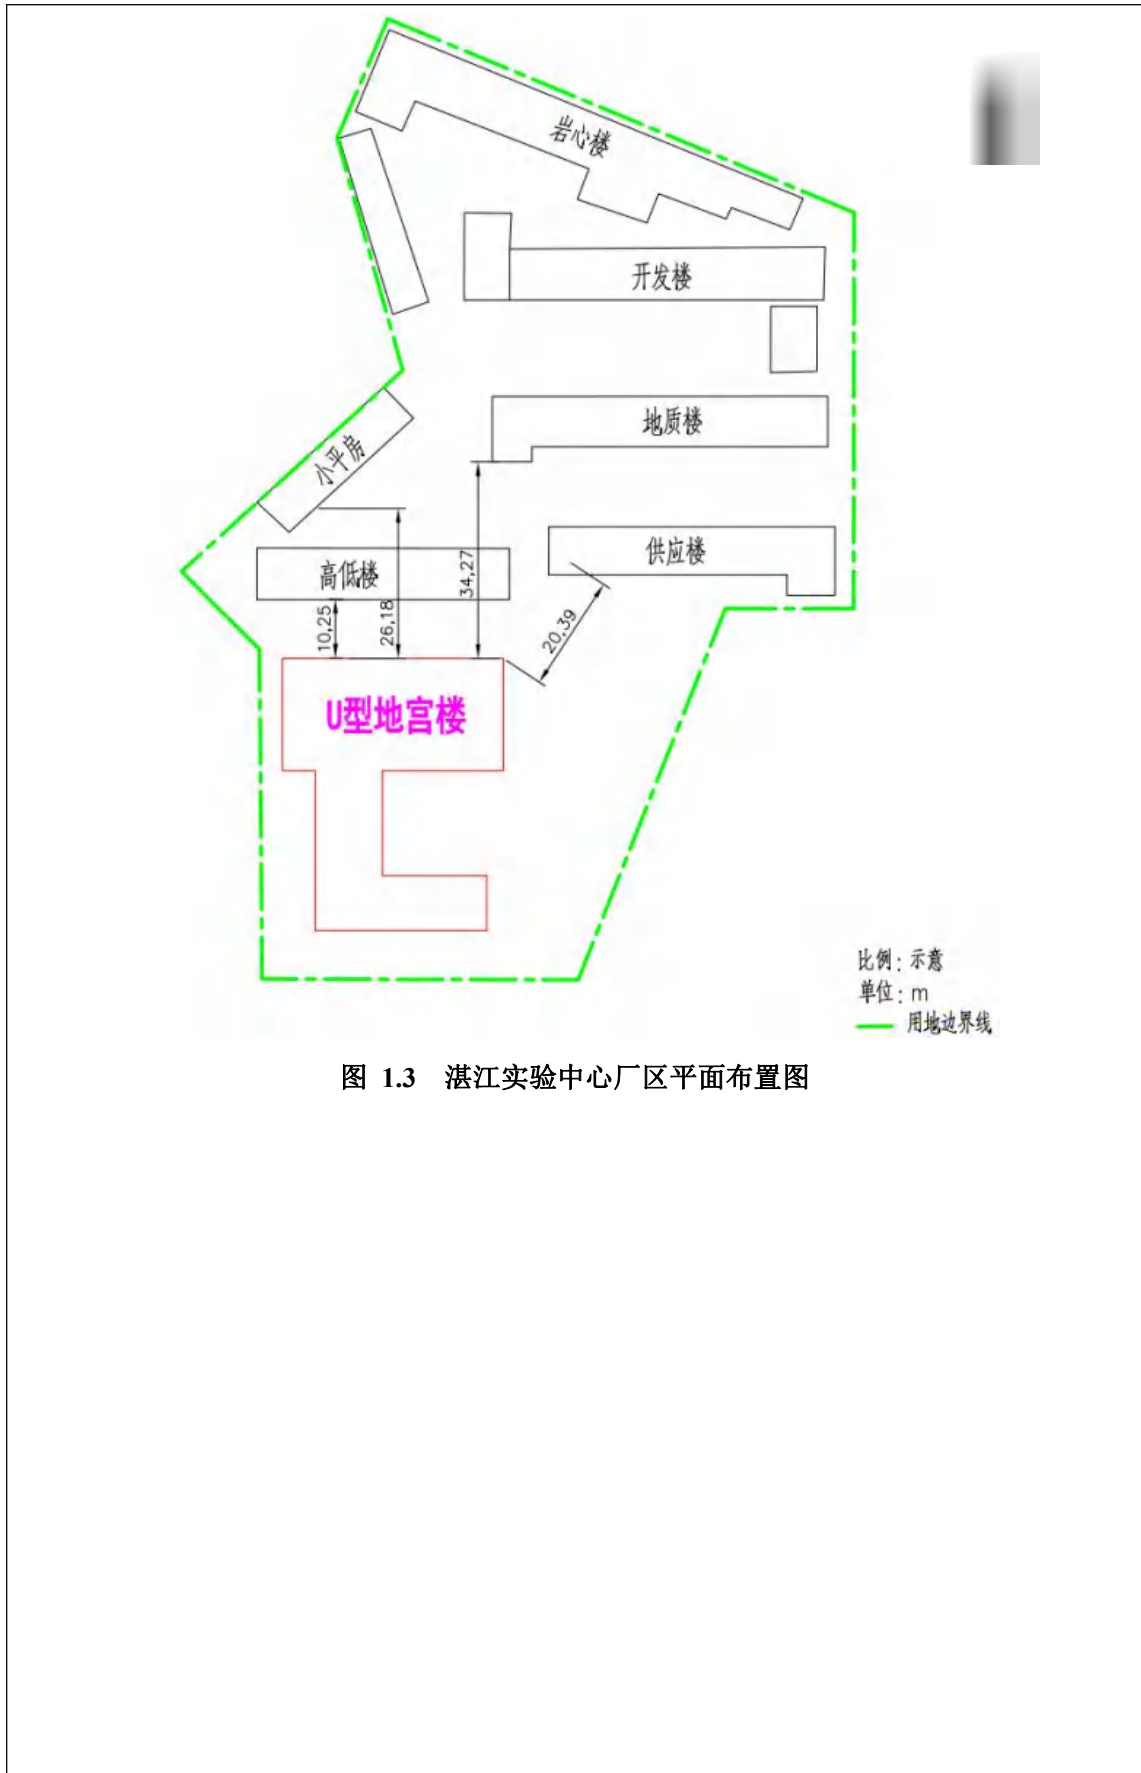 岩心楼
开发楼
地质楼
小平房
供应楼
高低楼
34,27
10,25
26,18
20,39
U型地宫楼
比例: 示意
单位: m
用地边界线
图 1.3 湛江实验中心厂区平面布置图